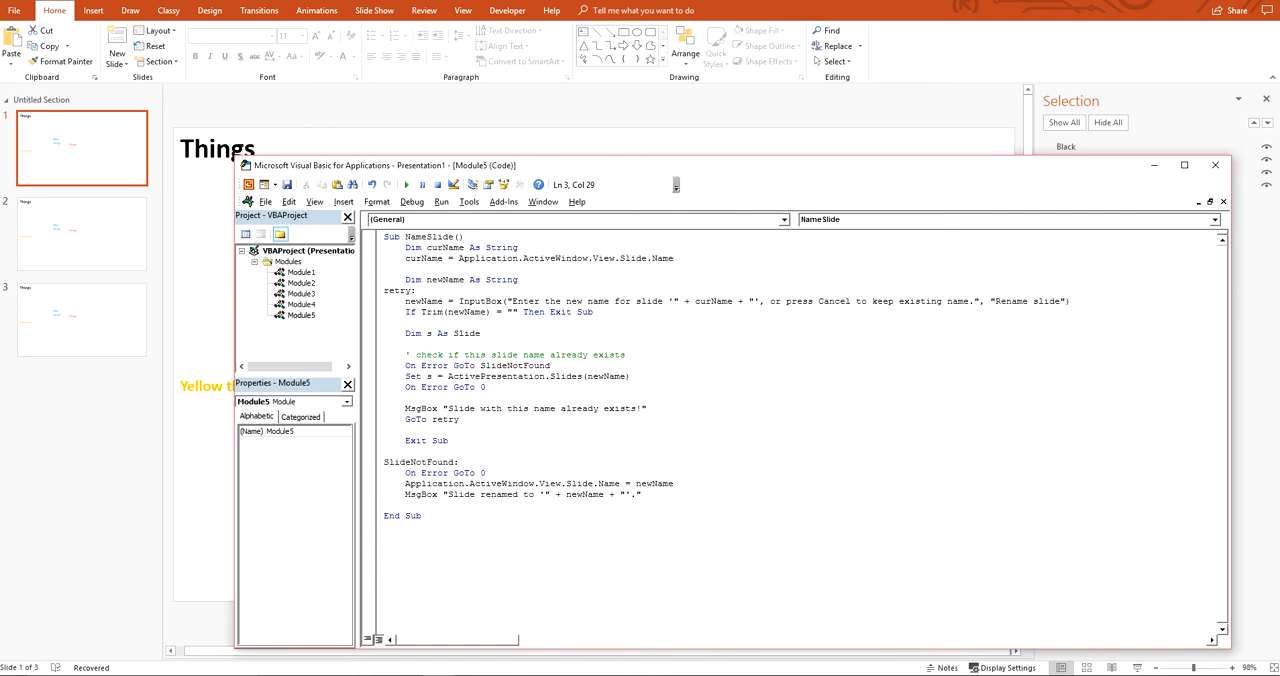 File Home Insert Draw Classy Design Transitions Animations Slide Show Review View Developer Help Tell me what you want to do Share
Cut
Copy
Format Painter
Paste
Clipboard
New
Slide
Layout
Reset
Section
Slides
11
B I U S abc AV Aa A
Font
Text Direction
Align Text
Convert to SmartArt
Paragraph
Arrange
Quick
Styles
Shape Fill
Shape Outline
Shape Effects
Drawing
Find
Replace
Select
Editing
Untitled Section
1
Things
2
Things
3
Things
Things
Yellow th
Selection
Show All Hide All
Black
Microsoft Visual Basic for Applications - Presentation1 - [Module5 (Code)]
Ln 3, Col 29
File Edit View Insert Format Debug Run Tools Add-Ins Window Help
Project - VBAProject
VBAProject (Presentatio
Modules
Module1
Module2
Module3
Module4
Module5
Properties - Module5
Module5 Module
Alphabetic Categorized
(Name) Module5
(General) NameSlide
Sub NameSlide()
Dim curName As String
curName = Application.ActiveWindow.View.Slide.Name
Dim newName As String
retry:
newName = InputBox("Enter the new name for slide '" + curName + "', or press Cancel to keep existing name.", "Rename slide")
If Trim(newName) = "" Then Exit Sub
Dim s As Slide
' check if this slide name already exists
On Error GoTo SlideNotFound
Set s = ActivePresentation.Slides(newName)
On Error GoTo 0
MsgBox "Slide with this name already exists!"
GoTo retry
Exit Sub
SlideNotFound:
On Error GoTo 0
Application.ActiveWindow.View.Slide.Name = newName
MsgBox "Slide renamed to '" + newName + "'."
End Sub
Slide 1 of 3 Recovered
Notes Display Settings 98%